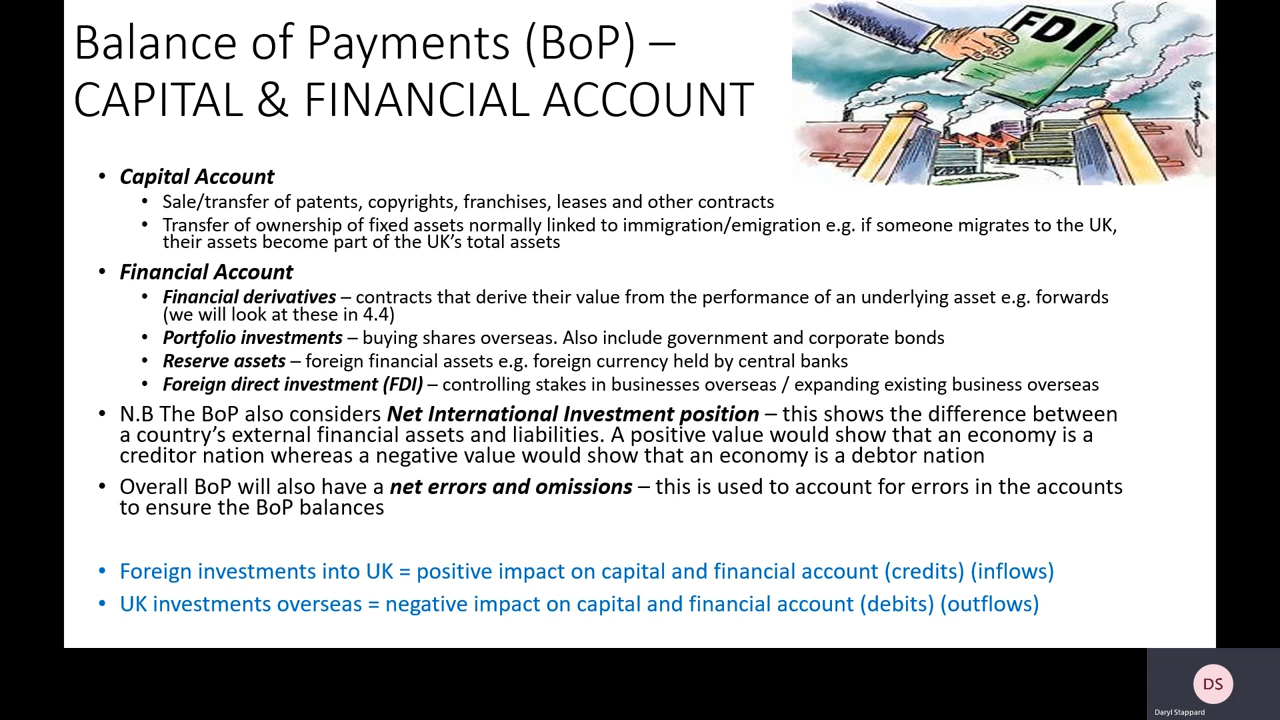 Balance of Payments (BoP) –
CAPITAL & FINANCIAL ACCOUNT
FDI
• Capital Account
• Sale/transfer of patents, copyrights, franchises, leases and other contracts
• Transfer of ownership of fixed assets normally linked to immigration/emigration e.g. if someone migrates to the UK,
their assets become part of the UK's total assets
• Financial Account
• Financial derivatives – contracts that derive their value from the performance of an underlying asset e.g. forwards
(we will look at these in 4.4)
• Portfolio investments – buying shares overseas. Also include government and corporate bonds
• Reserve assets – foreign financial assets e.g. foreign currency held by central banks
• Foreign direct investment (FDI) – controlling stakes in businesses overseas / expanding existing business overseas
• N.B The BoP also considers Net International Investment position – this shows the difference between
a country's external financial assets and liabilities. A positive value would show that an economy is a
creditor nation whereas a negative value would show that an economy is a debtor nation
• Overall BoP will also have a net errors and omissions – this is used to account for errors in the accounts
to ensure the BoP balances
• Foreign investments into UK = positive impact on capital and financial account (credits) (inflows)
• UK investments overseas = negative impact on capital and financial account (debits) (outflows)
DS
Daryl Stappard